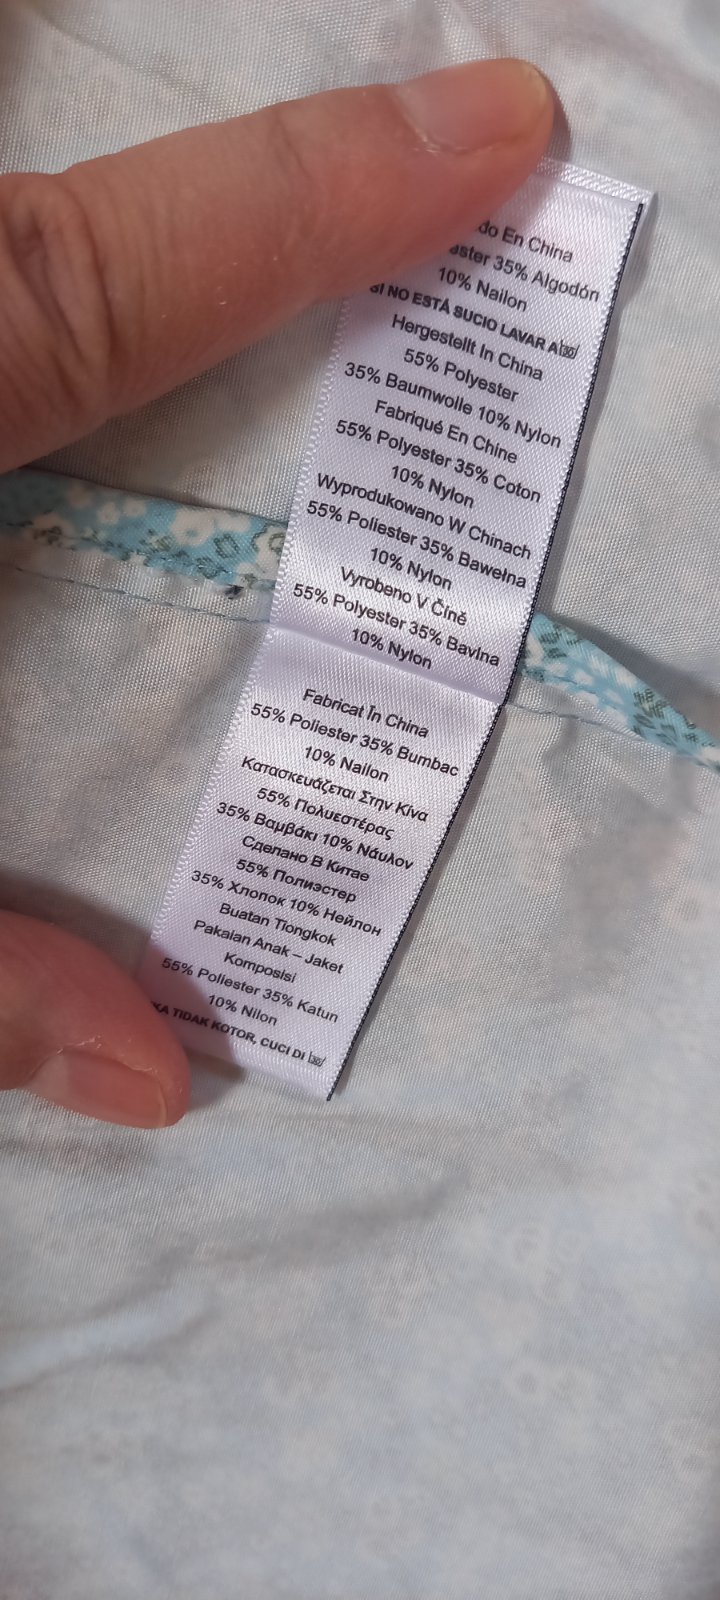 En China
35% Algodón
10% Nailon
SI NO ESTÁ SUCIO LAVAR A 30
Hergestellt In China
55% Polyester
35% Baumwolle 10% Nylon
Fabriqué En Chine
55% Polyester 35% Coton
10% Nylon
Wyprodukowano W Chinach
55% Poliester 35% Bawełna
10% Nylon
Vyrobeno V Číně
55% Polyester 35% Bavlna
10% Nylon
Fabricat În China
55% Poliester 35% Bumbac
10% Nailon
Κατασκευάζεται Στην Κίνα
55% Πολυεστέρας
35% Βαμβάκι 10% Νάυλον
Сделано В Китае
55% Полиэстер
35% Хлопок 10% Нейлон
Buatan Tiongkok
Pakaian Anak – Jaket
Komposisi
55% Poliester 35% Katun
10% Nilon
TIDAK KOTOR, CUCI DI 30